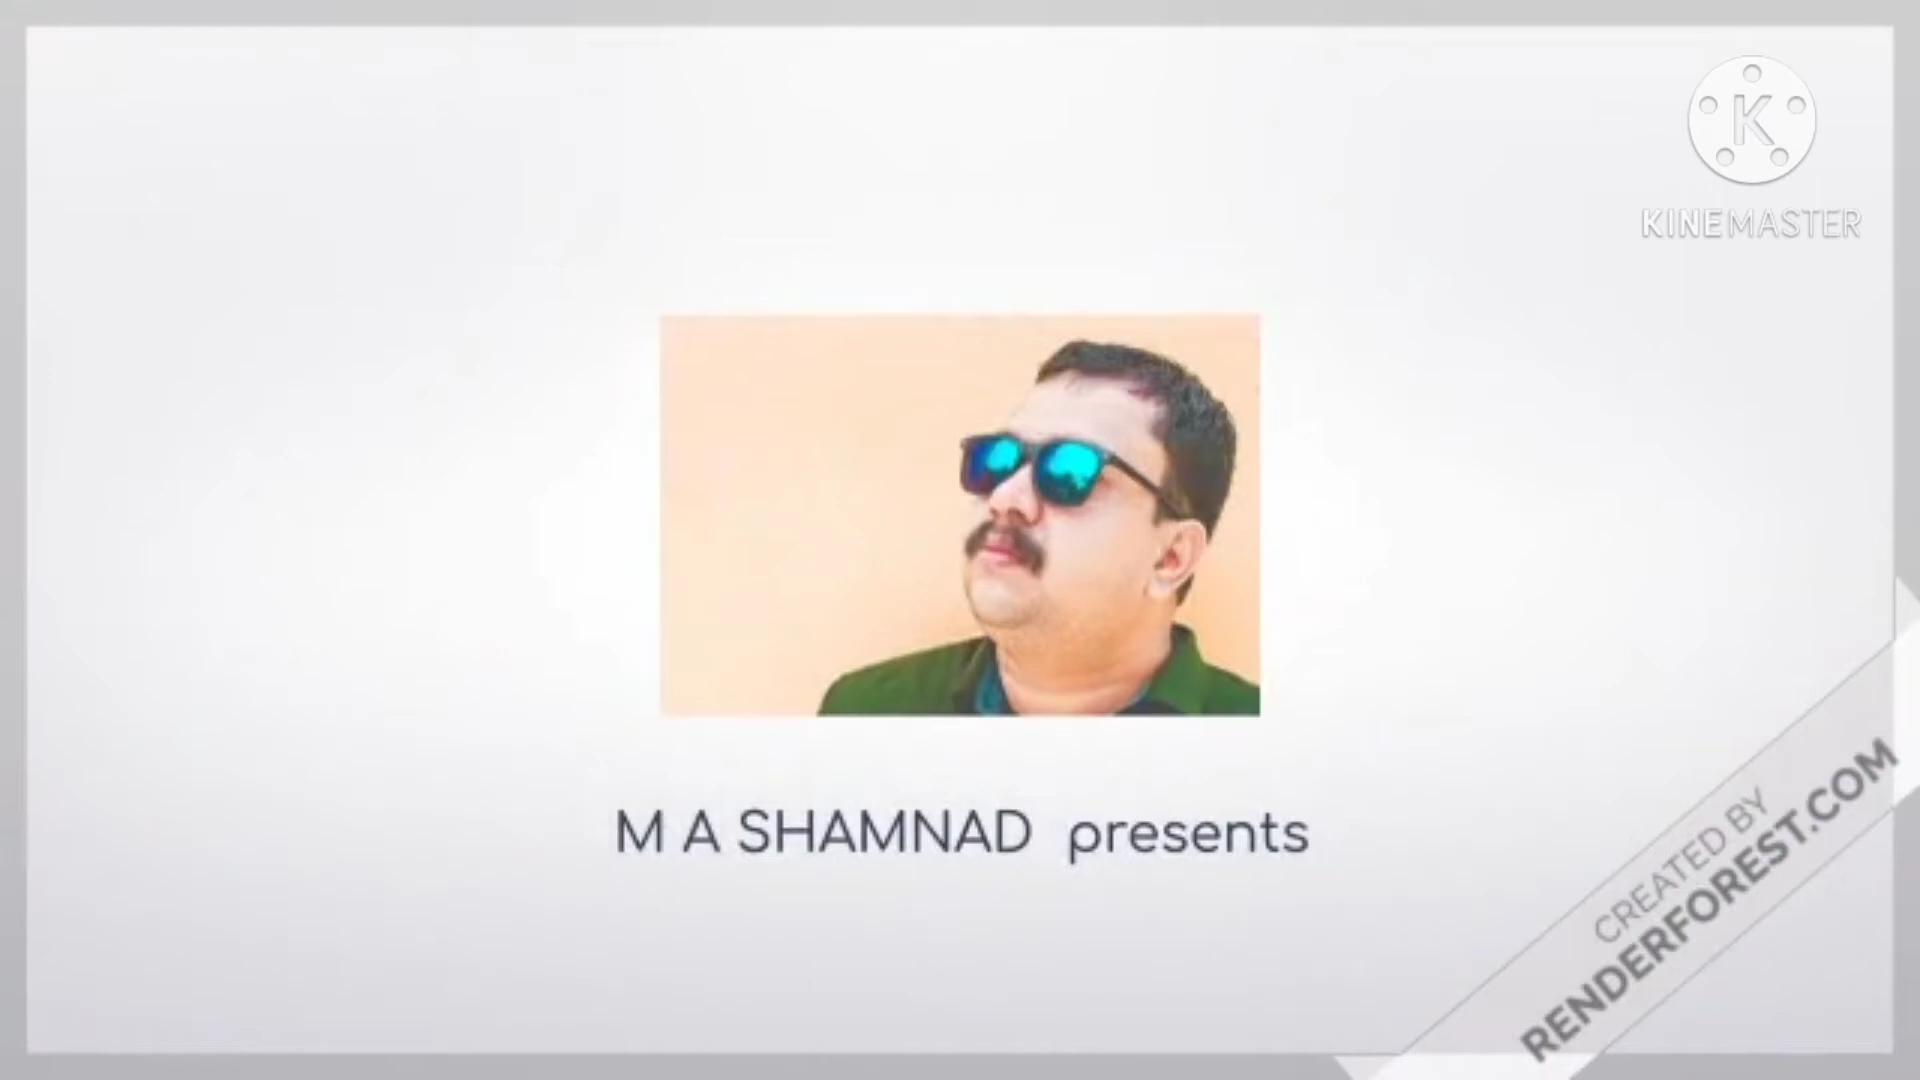 K
KINEMASTER
M A SHAMNAD presents
CREATED BY
RENDERFOREST.COM